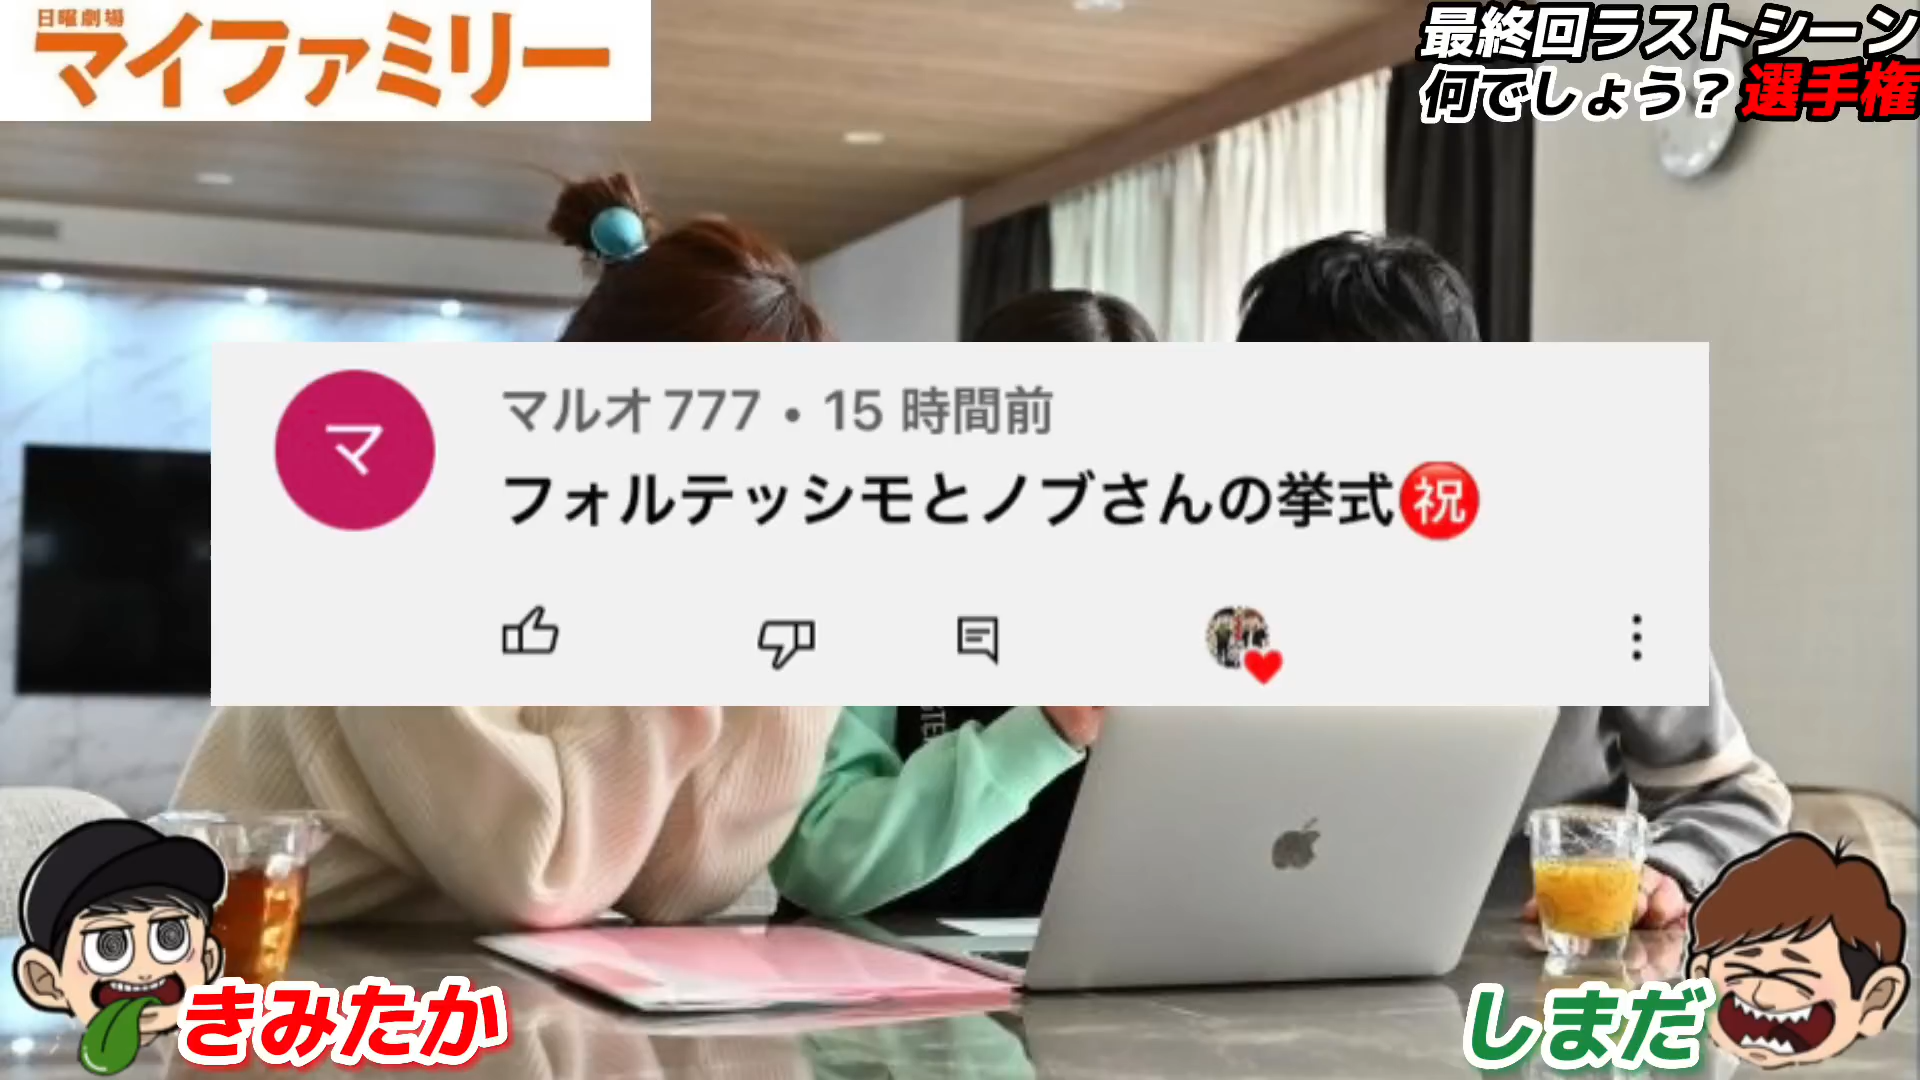 日曜劇場
マイファミリー
最終回ラストシーン
何でしょう？選手権
マ
マルオ777・15 時間前
フォルテッシモとノブさんの挙式㊗
きみたか
しまだ